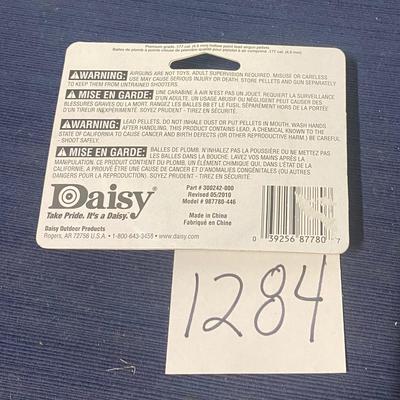 Premium grade .177 cal. (4.5 mm) hollow point lead airgun pellets
Balles de plomb à pointe creuse de première qualité pour pistolet à air comprimé .177 cal. (4,5 mm)
WARNING: AIRGUNS ARE NOT TOYS. ADULT SUPERVISION REQUIRED. MISUSE OR CARELESS
USE MAY CAUSE SERIOUS INJURY OR DEATH. STORE PELLETS AND GUN SEPARATELY
TO KEEP THEM FROM UNTRAINED SHOOTERS.
MISE EN GARDE: UNE CARABINE À AIR N'EST PAS UN JOUET. REQUIERT LA SURVEILLANCE
D'UN ADULTE. UN USAGE ABUSIF OU NÉGLIGENT PEUT CAUSER DES
BLESSURES GRAVES OU LA MORT. RANGEZ LES BALLES BB ET LE FUSIL SÉPARÉMENT HORS DE LA PORTÉE DE
TIREUR INEXPÉRIMENTÉ. SOYEZ PRUDENT - TIREZ EN SÉCURITÉ.
WARNING: LEAD PELLETS. DO NOT INHALE DUST OR PUT PELLETS IN MOUTH. WASH HANDS
AFTER HANDLING. THIS PRODUCT CONTAINS LEAD, A CHEMICAL KNOWN TO THE
STATE OF CALIFORNIA TO CAUSE CANCER AND BIRTH DEFECTS (OR OTHER REPRODUCTIVE HARM.) BE CAREFUL
- SHOOT SAFELY.
MISE EN GARDE: BALLES DE PLOMB. N'INHALEZ PAS LA POUSSIÈRE OU NE METTEZ PAS
LES BALLES DANS LA BOUCHE. LAVEZ VOS MAINS APRÈS LA
MANIPULATION. CE PRODUIT CONTIENT DU PLOMB, UN ÉLÉMENT CHIMIQUE QUI, DANS L'ÉTAT DE LA
CALIFORNIE, A PROUVÉ ÊTRE UNE CAUSE DE CANCER ET D'ANOMALIES CONGÉNITALES (OU AUTRES
DANGERS POUR LA REPRODUCTION). SOYEZ PRUDENT - TIREZ EN SÉCURITÉ.
Daisy
Take Pride. It's a Daisy.
Daisy Outdoor Products
Rogers, AR 72756 U.S.A. • 1-800-643-3458 • www.daisy.com
Part # 300242-000
Revised 05/2010
Model # 987780-446
Made in China
Fabriqué en Chine
0 39256 87780 7
1284